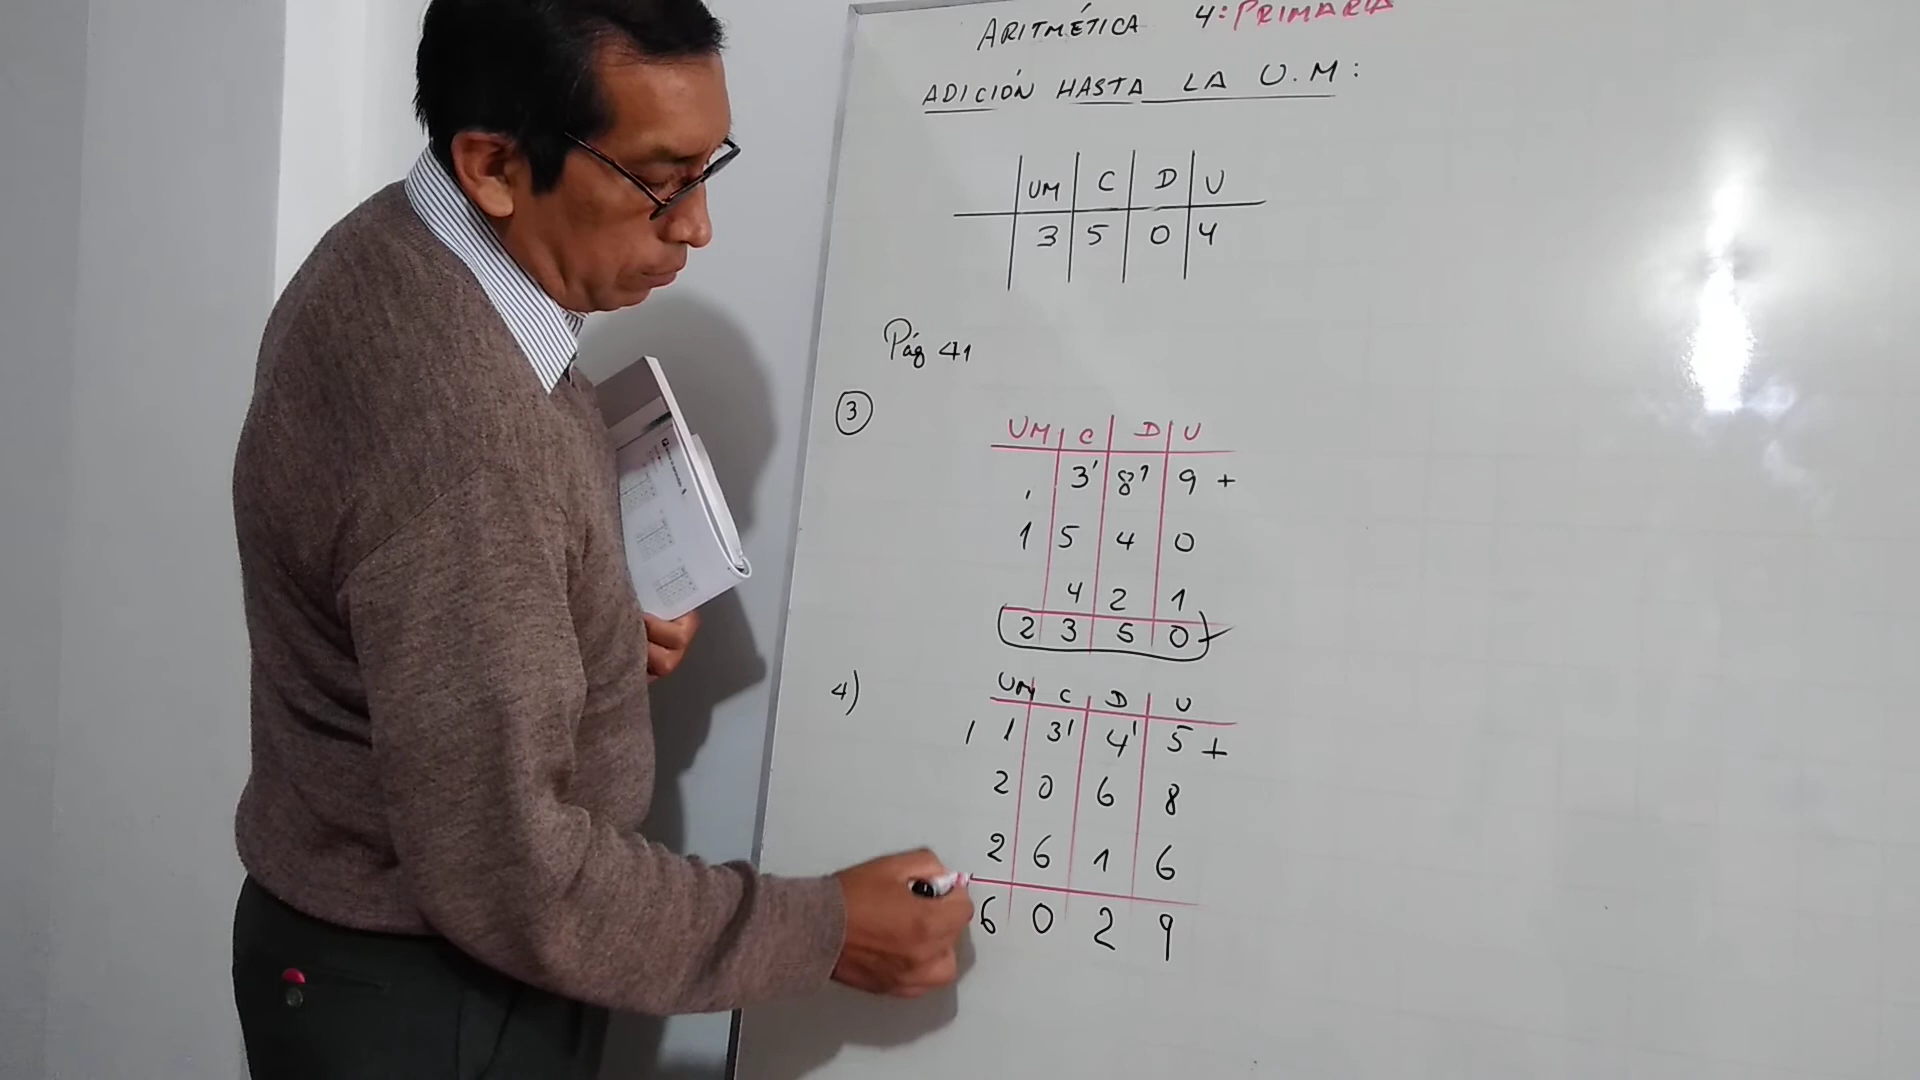 ARITMÉTICA 4: PRIMARIA
ADICIÓN HASTA LA U.M:
UM C D U
3 5 0 4
Pág 41
3
UM C D U
3' 8' 9 +
1 5 4 0
4 2 1
2 3 5 0
4)
UM C D U
1 1 3' 4' 5 +
2 0 6 8
2 6 1 6
6 0 2 9